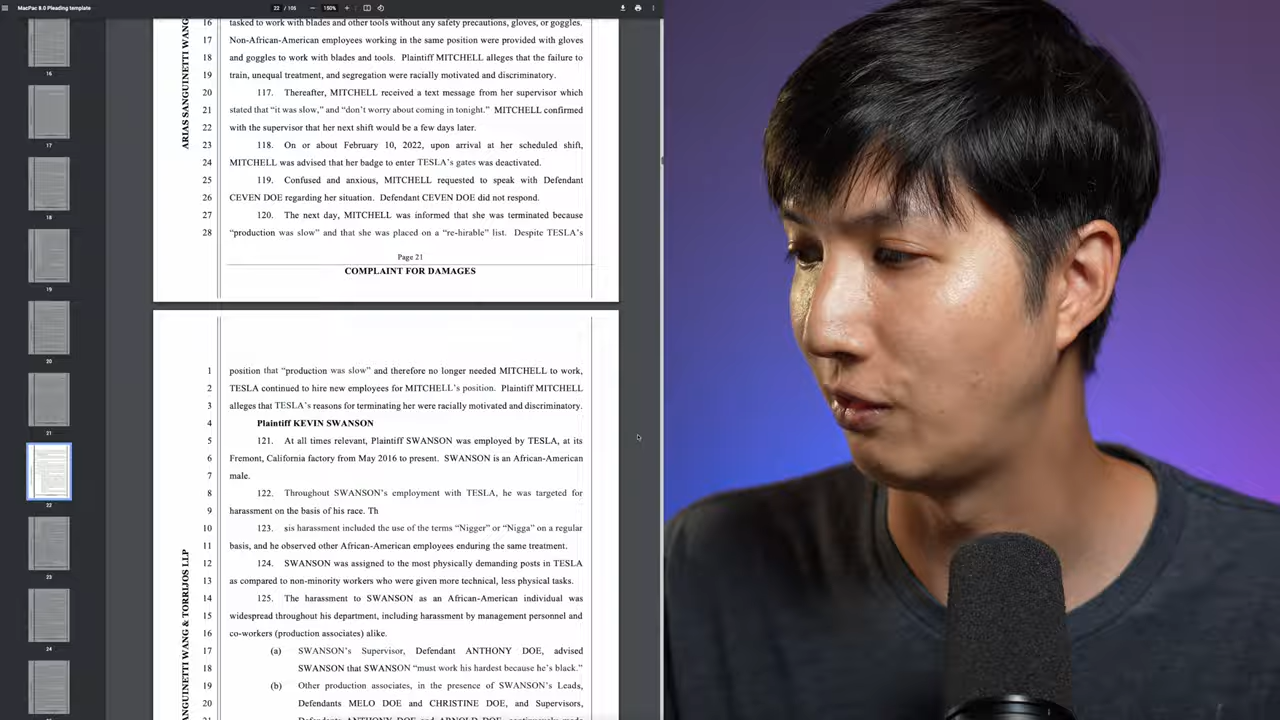 MacPac 8.0 Pleading template
22 / 105
150%
16
17
18
19
20
21
22
23
24
ARIAS SANGUINETTI WANG
16 tasked to work with blades and other tools without any safety precautions, gloves, or goggles.
17 Non-African-American employees working in the same position were provided with gloves
18 and goggles to work with blades and tools. Plaintiff MITCHELL alleges that the failure to
19 train, unequal treatment, and segregation were racially motivated and discriminatory.
20 117. Thereafter, MITCHELL received a text message from her supervisor which
21 stated that “it was slow,” and “don’t worry about coming in tonight.” MITCHELL confirmed
22 with the supervisor that her next shift would be a few days later.
23 118. On or about February 10, 2022, upon arrival at her scheduled shift,
24 MITCHELL was advised that her badge to enter TESLA’s gates was deactivated.
25 119. Confused and anxious, MITCHELL requested to speak with Defendant
26 CEVEN DOE regarding her situation. Defendant CEVEN DOE did not respond.
27 120. The next day, MITCHELL was informed that she was terminated because
28 “production was slow” and that she was placed on a “re-hirable” list. Despite TESLA’s
Page 21
COMPLAINT FOR DAMAGES
1 position that “production was slow” and therefore no longer needed MITCHELL to work,
2 TESLA continued to hire new employees for MITCHELL’s position. Plaintiff MITCHELL
3 alleges that TESLA’s reasons for terminating her were racially motivated and discriminatory.
4 Plaintiff KEVIN SWANSON
5 121. At all times relevant, Plaintiff SWANSON was employed by TESLA, at its
6 Fremont, California factory from May 2016 to present. SWANSON is an African-American
7 male.
8 122. Throughout SWANSON’s employment with TESLA, he was targeted for
9 harassment on the basis of his race. Th
10 123. sis harassment included the use of the terms “Nigger” or “Nigga” on a regular
11 basis, and he observed other African-American employees enduring the same treatment.
12 124. SWANSON was assigned to the most physically demanding posts in TESLA
13 as compared to non-minority workers who were given more technical, less physical tasks.
14 125. The harassment to SWANSON as an African-American individual was
15 widespread throughout his department, including harassment by management personnel and
16 co-workers (production associates) alike.
17 (a) SWANSON’s Supervisor, Defendant ANTHONY DOE, advised
18 SWANSON that SWANSON “must work his hardest because he’s black.”
19 (b) Other production associates, in the presence of SWANSON’s Leads,
20 Defendants MELO DOE and CHRISTINE DOE, and Supervisors,
SANGUINETTI WANG & TORRIJOS LLP